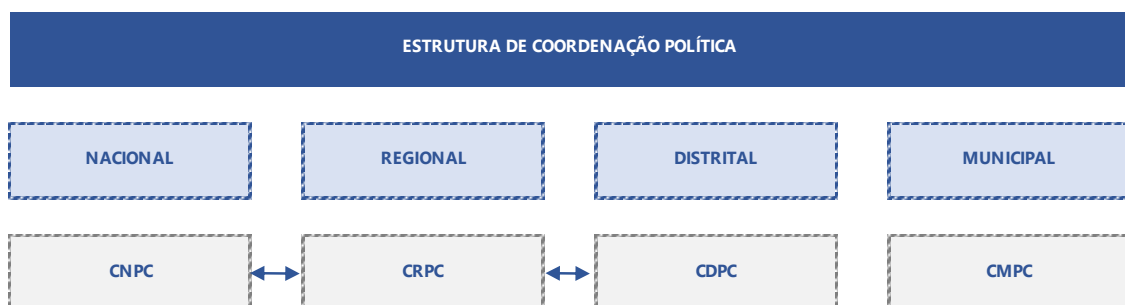 ESTRUTURA DE COORDENAÇÃO POLÍTICA
NACIONAL REGIONAL DISTRITAL MUNICIPAL
CNPC CRPC CDPC CMPC